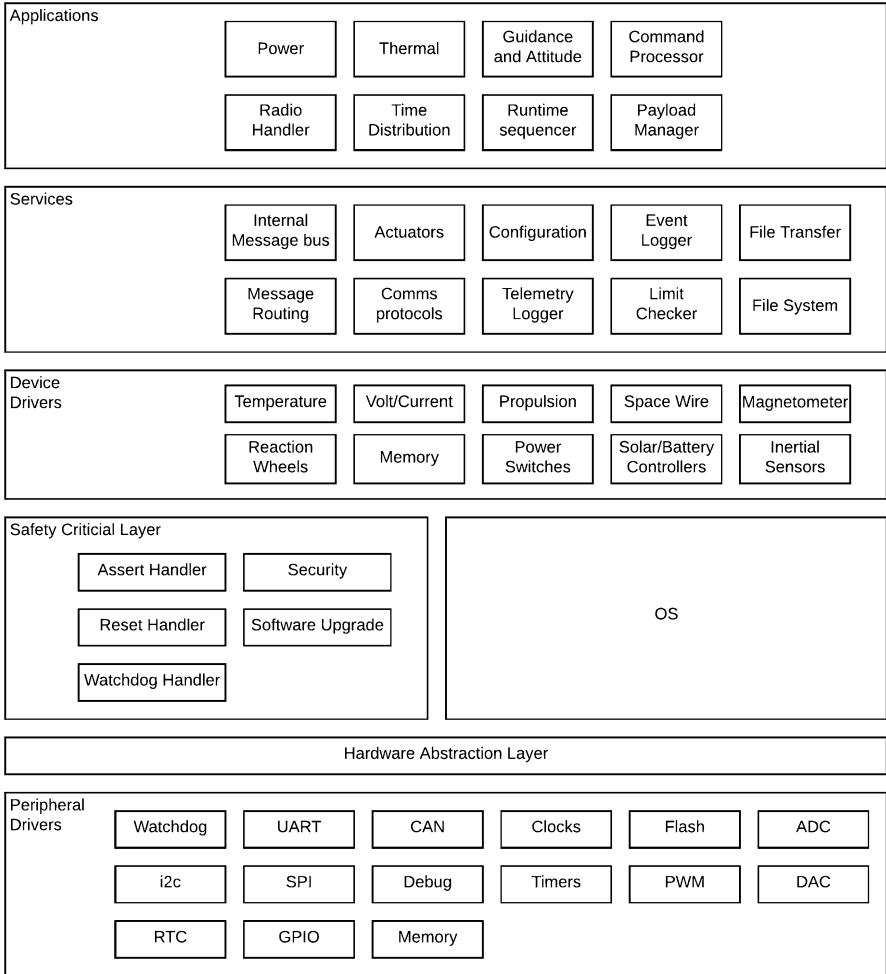 Applications
Power
Thermal
Guidance
and Attitude
Command
Processor
Radio
Handler
Time
Distribution
Runtime
sequencer
Payload
Manager
Services
Internal
Message bus
Actuators
Configuration
Event
Logger
File Transfer
Message
Routing
Comms
protocols
Telemetry
Logger
Limit
Checker
File System
Device
Drivers
Temperature
Volt/Current
Propulsion
Space Wire
Magnetometer
Reaction
Wheels
Memory
Power
Switches
Solar/Battery
Controllers
Inertial
Sensors
Safety Criticial Layer
Assert Handler
Security
Reset Handler
Software Upgrade
Watchdog Handler
OS
Hardware Abstraction Layer
Peripheral
Drivers
Watchdog
UART
CAN
Clocks
Flash
ADC
i2c
SPI
Debug
Timers
PWM
DAC
RTC
GPIO
Memory